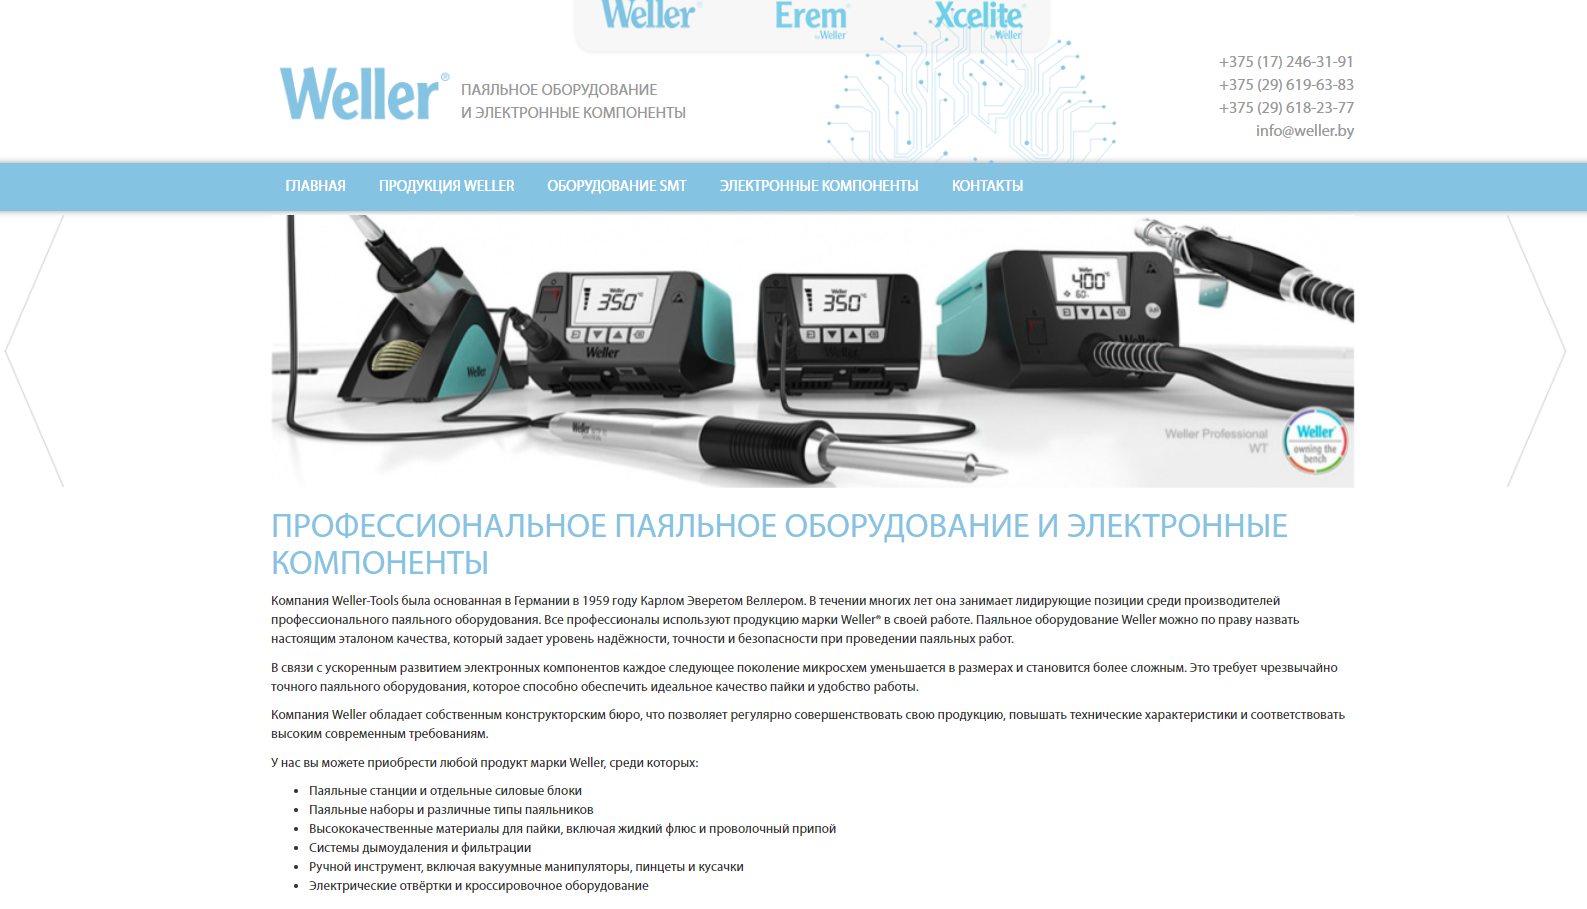 Weller®
Erem®
by Weller
Xcelite®
by Weller
Weller®
ПАЯЛЬНОЕ ОБОРУДОВАНИЕ
И ЭЛЕКТРОННЫЕ КОМПОНЕНТЫ
+375 (17) 246-31-91
+375 (29) 619-63-83
+375 (29) 618-23-77
info@weller.by
ГЛАВНАЯ ПРОДУКЦИЯ WELLER ОБОРУДОВАНИЕ SMT ЭЛЕКТРОННЫЕ КОМПОНЕНТЫ КОНТАКТЫ
Weller
350°C
Weller
Weller
350°C
Weller
Weller
400°C
60
AIR
Weller
Weller
Weller
Weller Professional
WT
Weller®
owning the
bench
ПРОФЕССИОНАЛЬНОЕ ПАЯЛЬНОЕ ОБОРУДОВАНИЕ И ЭЛЕКТРОННЫЕ
КОМПОНЕНТЫ
Компания Weller-Tools была основанная в Германии в 1959 году Карлом Эверетом Веллером. В течении многих лет она занимает лидирующие позиции среди производителей
профессионального паяльного оборудования. Все профессионалы используют продукцию марки Weller® в своей работе. Паяльное оборудование Weller можно по праву назвать
настоящим эталоном качества, который задает уровень надёжности, точности и безопасности при проведении паяльных работ.
В связи с ускоренным развитием электронных компонентов каждое следующее поколение микросхем уменьшается в размерах и становится более сложным. Это требует чрезвычайно
точного паяльного оборудования, которое способно обеспечить идеальное качество пайки и удобство работы.
Компания Weller обладает собственным конструкторским бюро, что позволяет регулярно совершенствовать свою продукцию, повышать технические характеристики и соответствовать
высоким современным требованиям.
У нас вы можете приобрести любой продукт марки Weller, среди которых:
• Паяльные станции и отдельные силовые блоки
• Паяльные наборы и различные типы паяльников
• Высококачественные материалы для пайки, включая жидкий флюс и проволочный припой
• Системы дымоудаления и фильтрации
• Ручной инструмент, включая вакуумные манипуляторы, пинцеты и кусачки
• Электрические отвёртки и кроссировочное оборудование